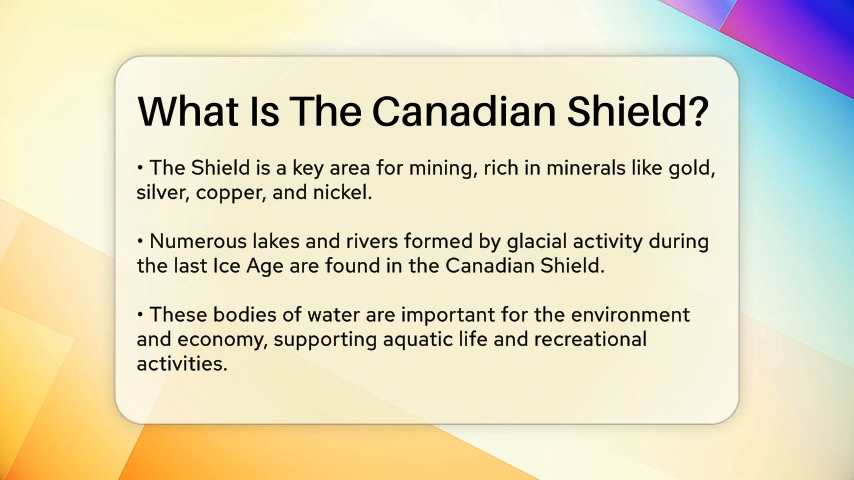 What Is The Canadian Shield?
• The Shield is a key area for mining, rich in minerals like gold,
silver, copper, and nickel.
• Numerous lakes and rivers formed by glacial activity during
the last Ice Age are found in the Canadian Shield.
• These bodies of water are important for the environment
and economy, supporting aquatic life and recreational
activities.